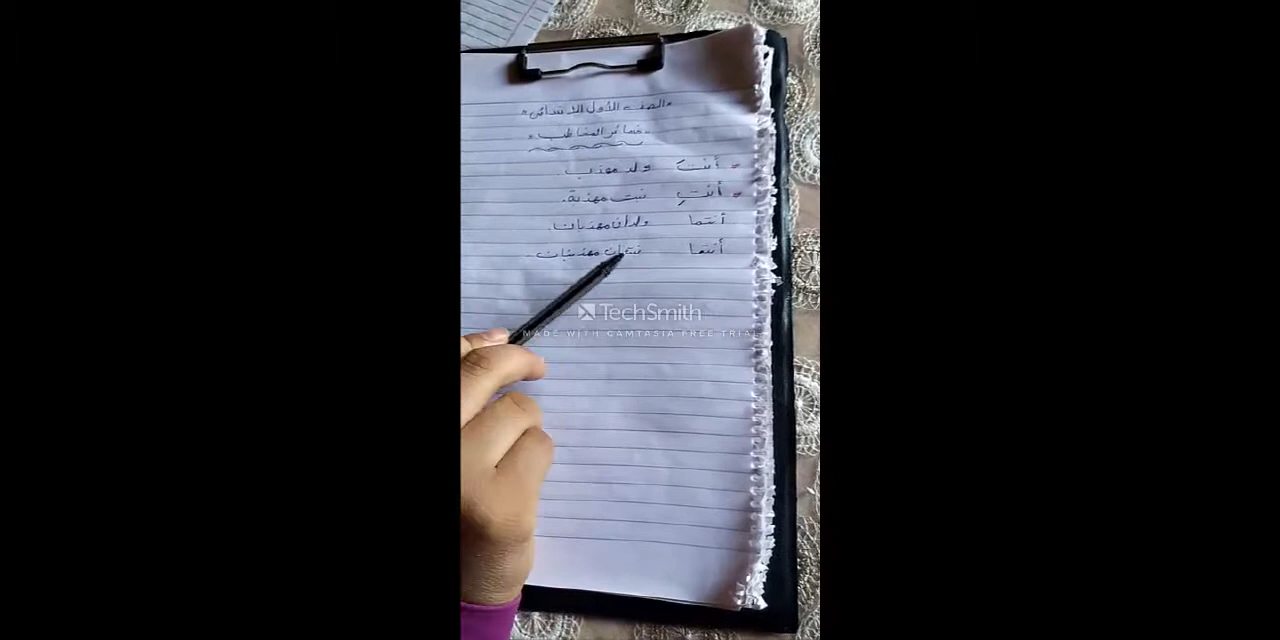 "الصف الأول الابتدائي"
"ضمائر المخاطب"
- أنتَ ولد مهذب.
- أنتِ بنت مهذبة.
أنتما ولدان مهذبان.
أنتما بنتان مهذبتان.
TechSmith
MADE WITH CAMTASIA FREE TRIAL